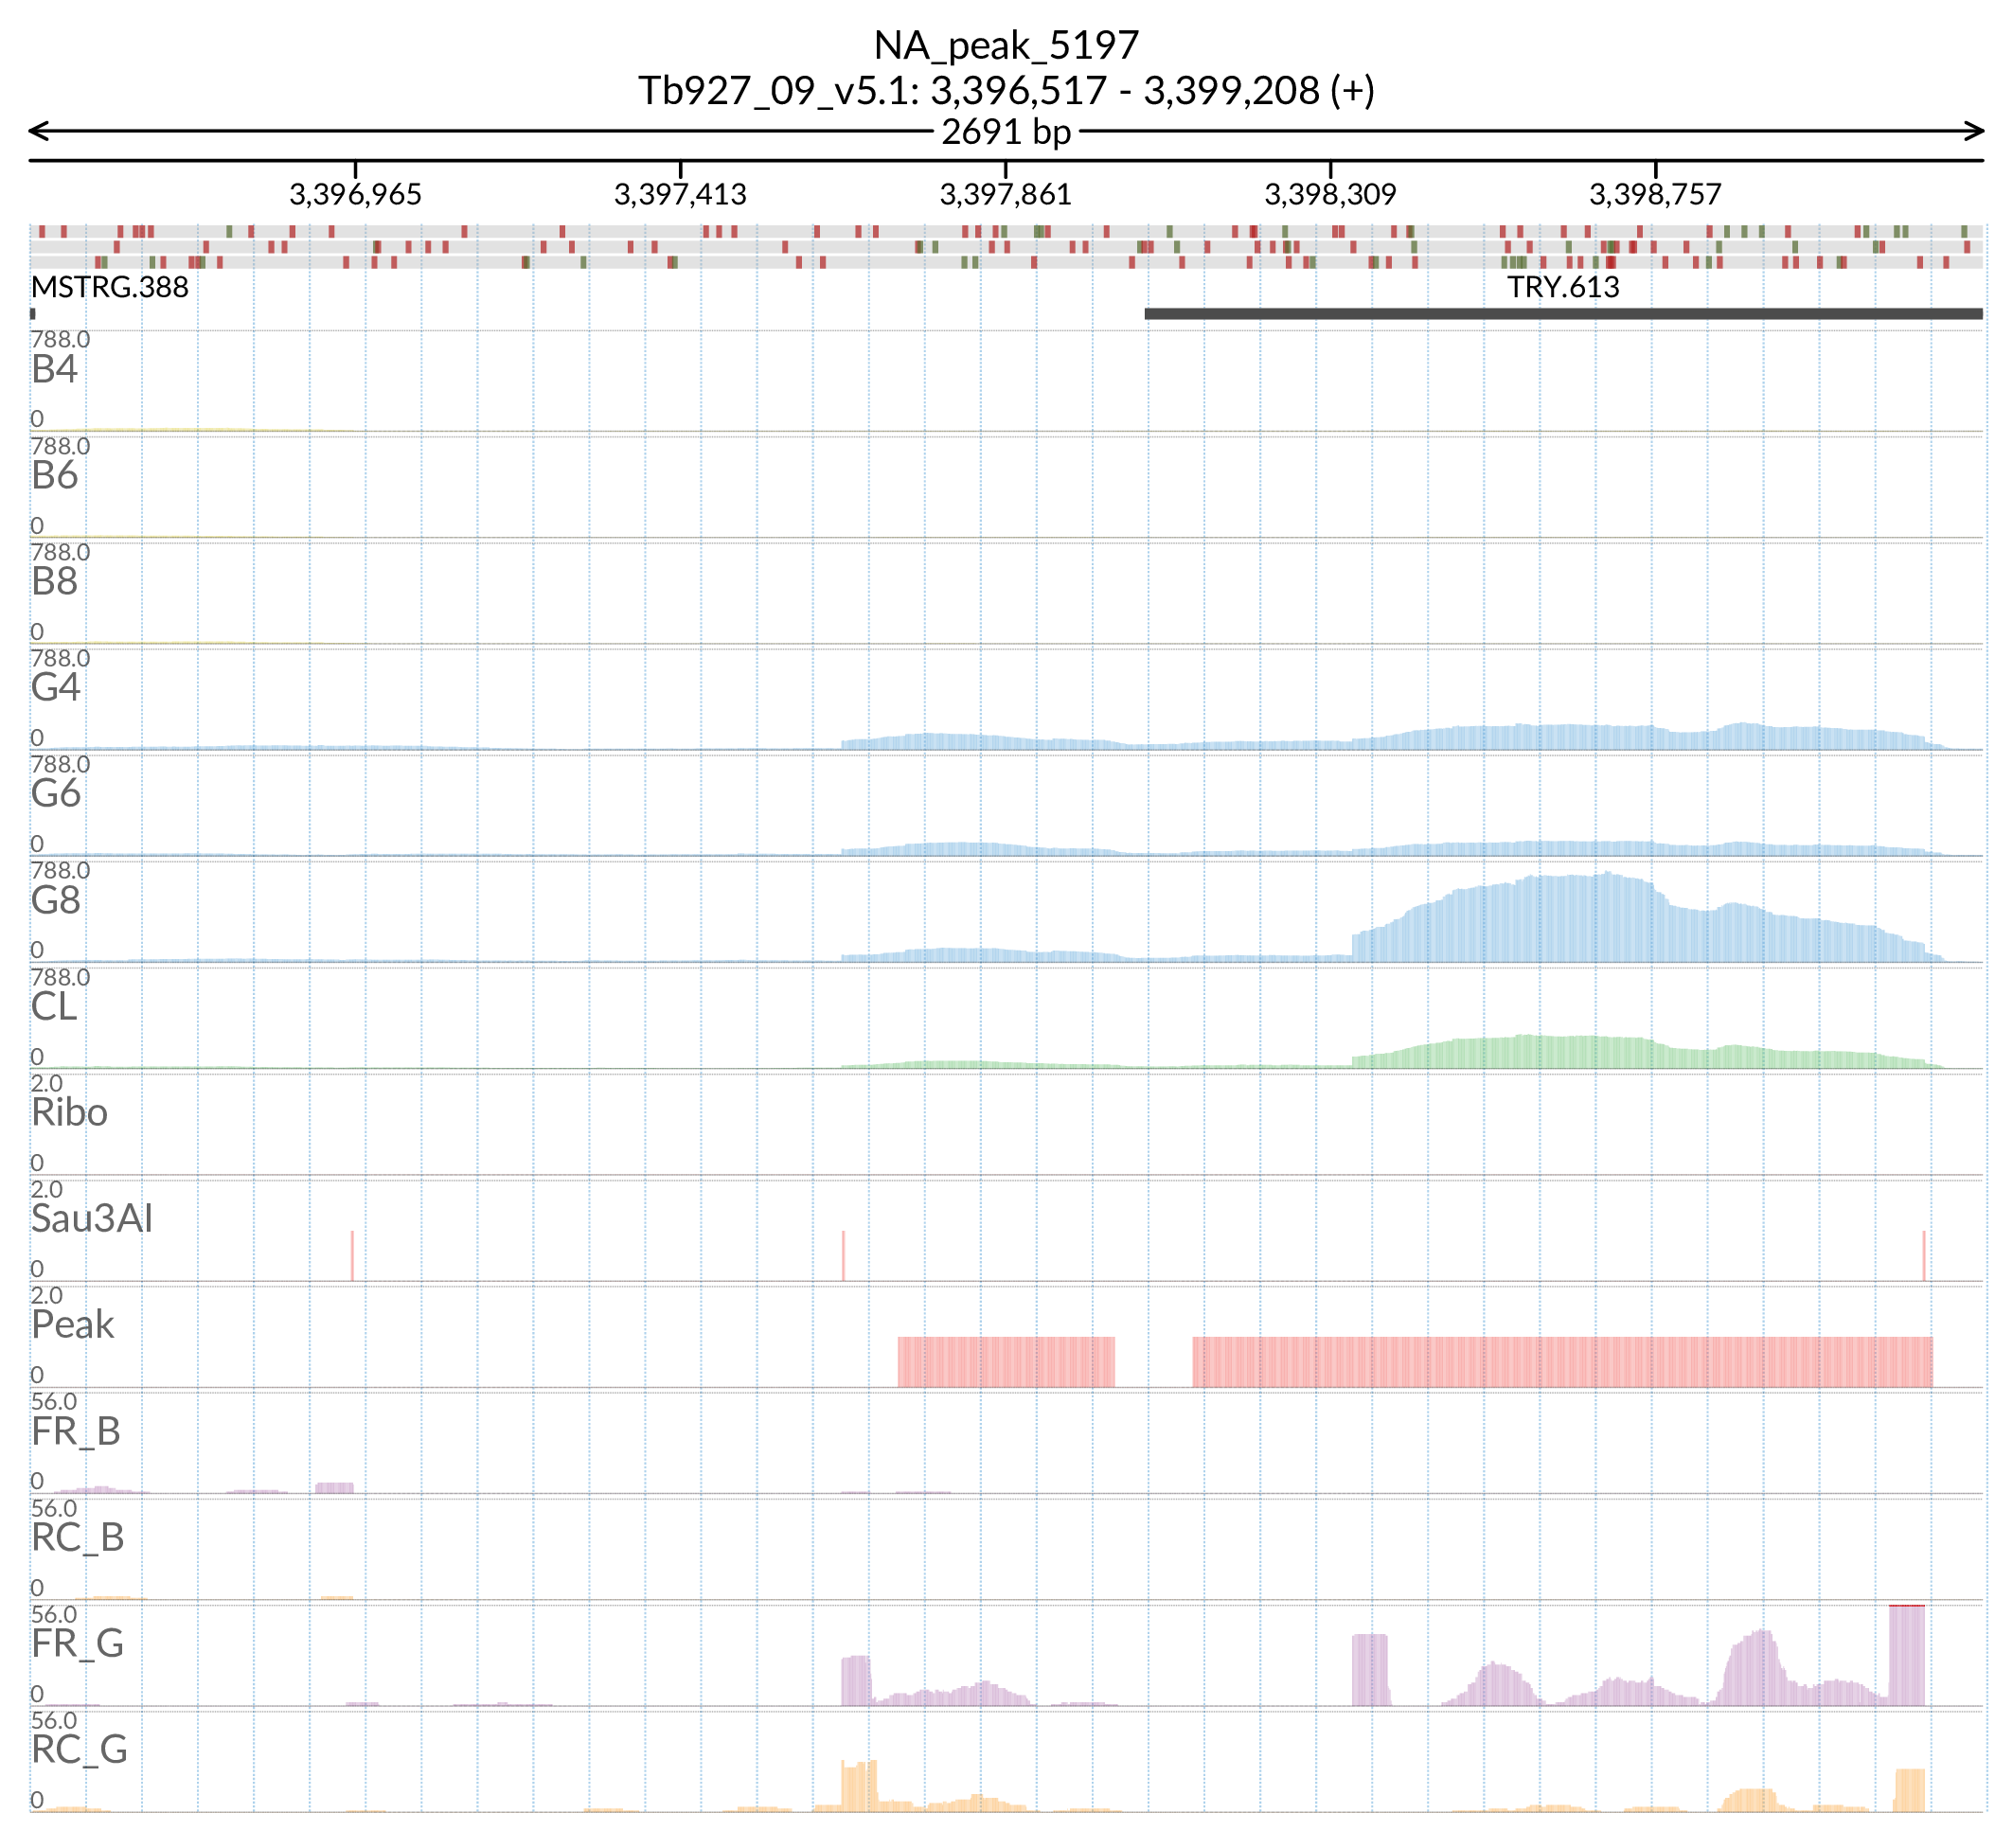 NA_peak_5197
Tb927_09_v5.1: 3,396,517 - 3,399,208 (+)
2691 bp
3,396,965 3,397,413 3,397,861 3,398,309 3,398,757
MSTRG.388 TRY.613
788.0
B4
0
788.0
B6
0
788.0
B8
0
788.0
G4
0
788.0
G6
0
788.0
G8
0
788.0
CL
0
2.0
Ribo
0
2.0
Sau3AI
0
2.0
Peak
0
56.0
FR_B
0
56.0
RC_B
0
56.0
FR_G
0
56.0
RC_G
0